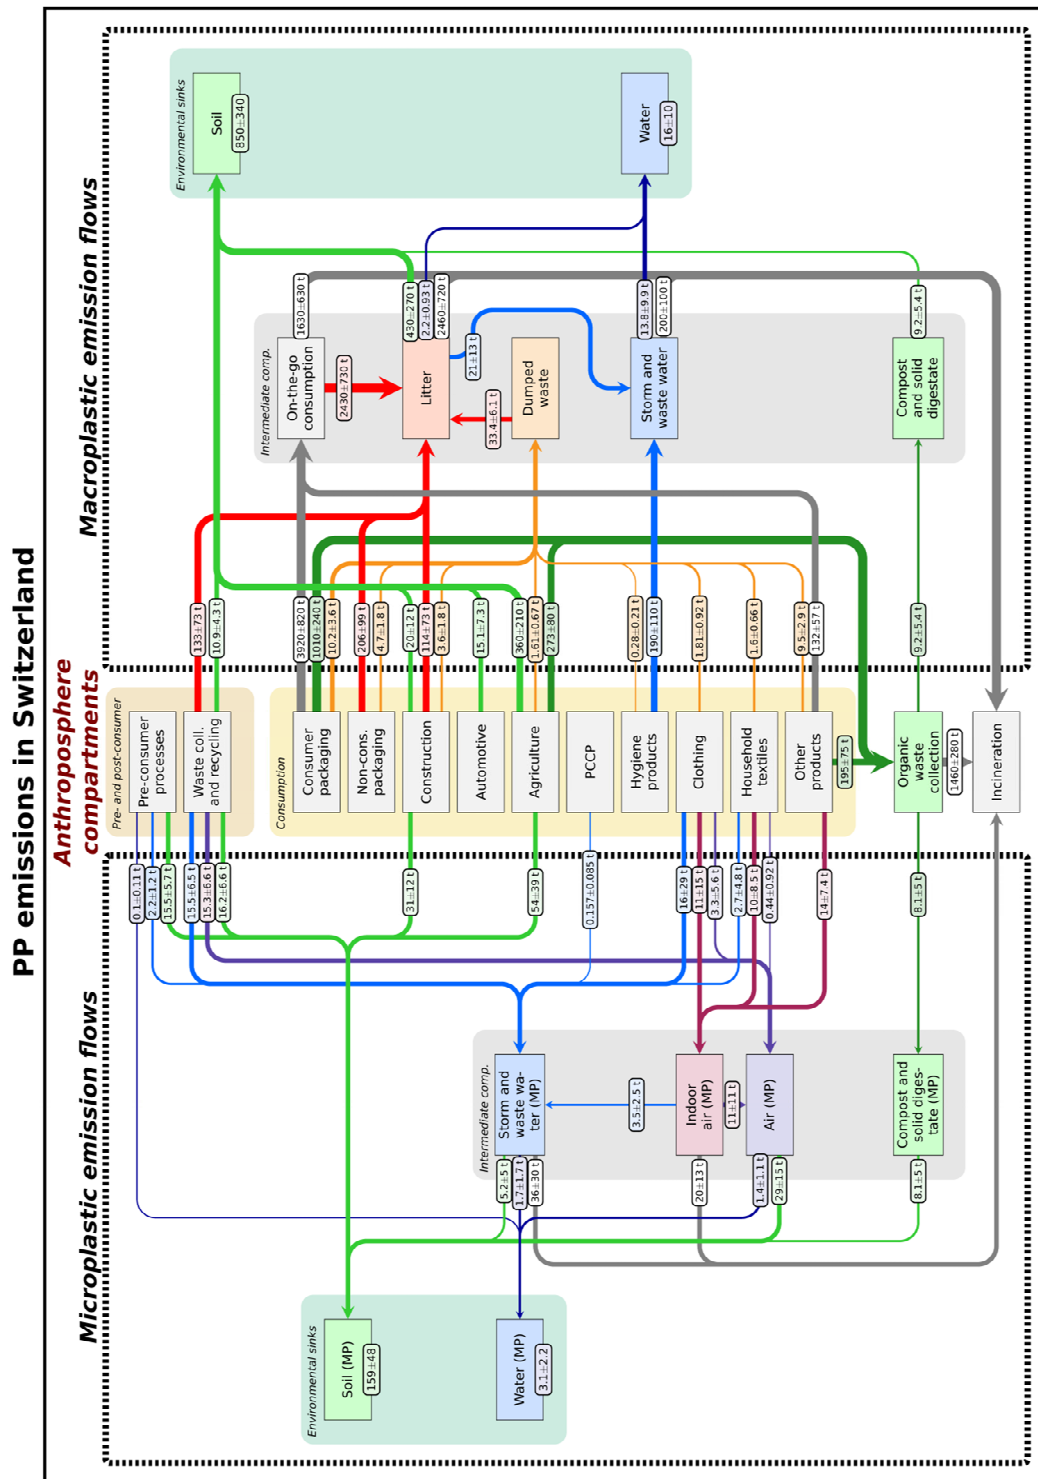 PP emissions in Switzerland
Microplastic emission flows
Anthroposphere
compartments
Macroplastic emission flows
Pre- and post-consumer
Pre-consumer
processes
Waste coil.
and recycling
0.1±0.11 t
2.2±1.2 t
15.5±5.7 t
15.5±6.5 t
15.3±6.6 t
16.2±6.6 t
133±73 t
10.9±4.3 t
Consumption
Consumer
packaging
Non-cons.
packaging
Construction
Automotive
Agriculture
PCCP
Hygiene
products
Clothing
Household
textiles
Other
products
31±12 t
54±39 t
0.157±0.085 t
16±29 t
11±15 t
3.3±5.6 t
2.7±4.8 t
10±8.5 t
0.44±0.92 t
14±7.4 t
3920±820 t
1010±240 t
10.2±3.6 t
206±99 t
4.7±1.8 t
20±12 t
114±73 t
3.6±1.8 t
15.1±7.3 t
360±210 t
1.61±0.67 t
273±80 t
0.28±0.21 t
190±110 t
1.81±0.92 t
1.6±0.66 t
9.5±2.9 t
132±57 t
195±75 t
Organic
waste
collection
1460±280 t
Incineration
8.1±5 t
9.2±5.4 t
Environmental sinks
Soil (MP)
159±48
Water (MP)
3.1±2.2
Intermediate comp.
Storm and
waste wa-
ter (MP)
Indoor
air (MP)
Air (MP)
Compost and
solid diges-
tate (MP)
5.2±5 t
1.7±1.7 t
36±30 t
3.5±2.5 t
11±11 t
20±13 t
1.4±1.1 t
29±15 t
8.1±5 t
Intermediate comp.
On-the-go
consumption
Litter
Dumped
waste
Storm and
waste water
Compost
and solid
digestate
2430±730 t
33.4±6.1 t
21±13 t
1630±630 t
430±270 t
2.2±0.93 t
2460±720 t
13.8±9.9 t
200±100 t
9.2±5.4 t
Environmental sinks
Soil
850±340
Water
16±10